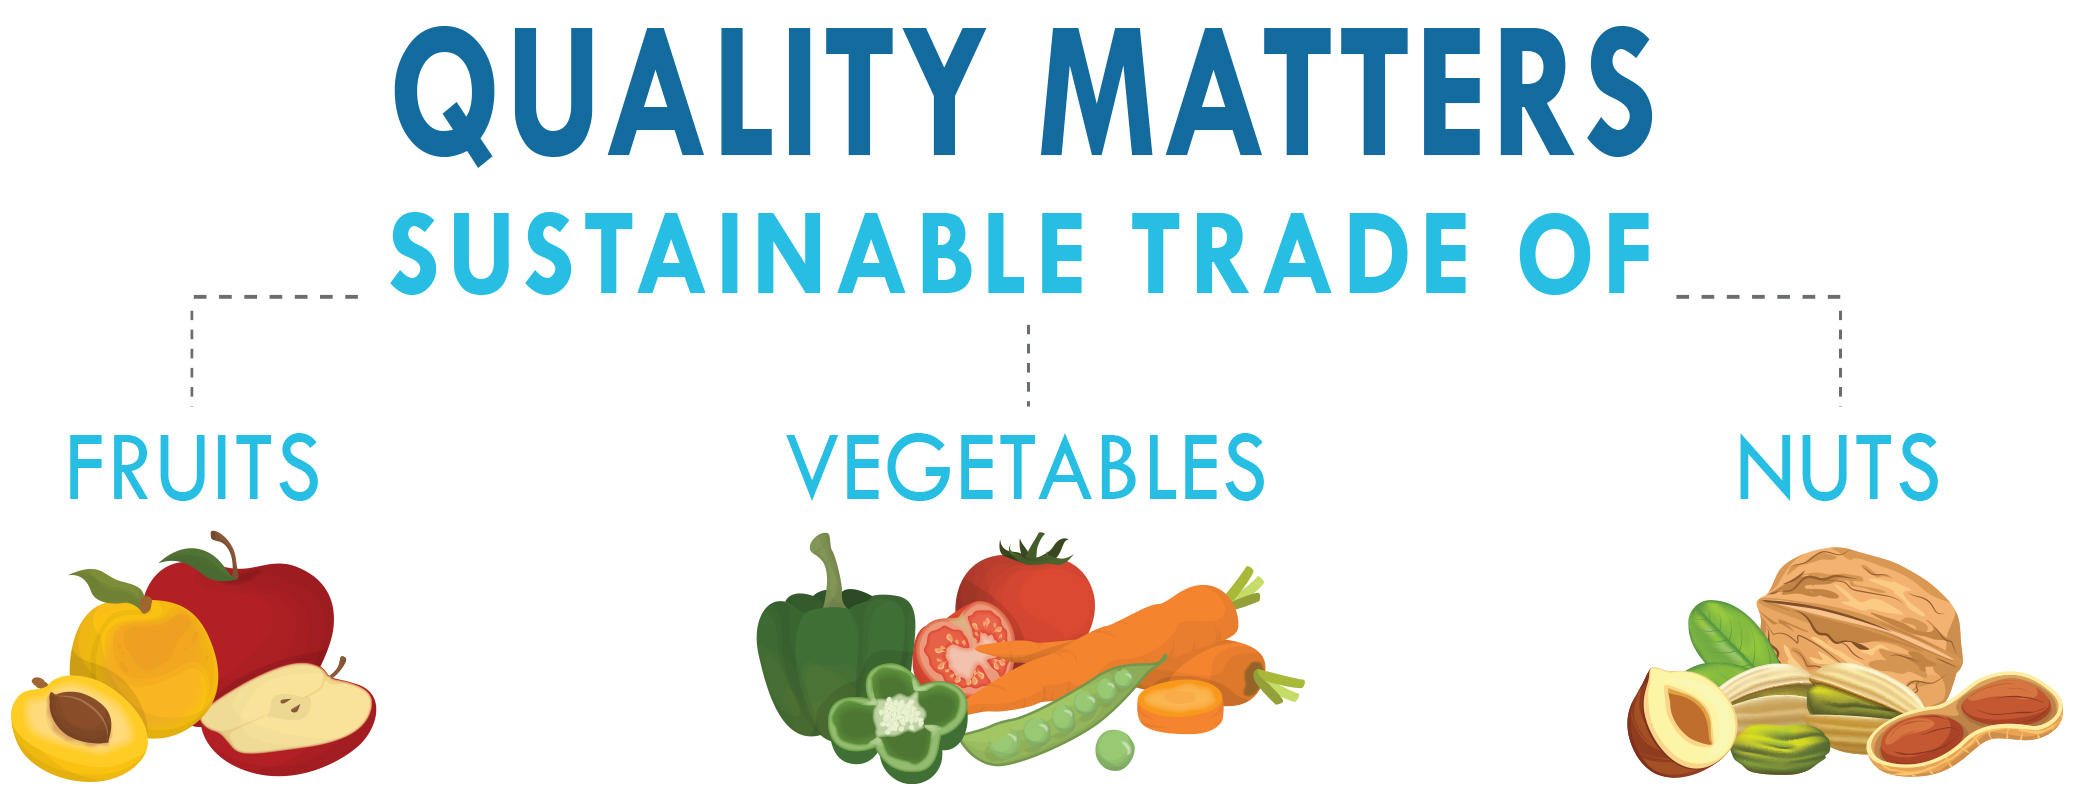 QUALITY MATTERS
SUSTAINABLE TRADE OF
FRUITS
VEGETABLES
NUTS